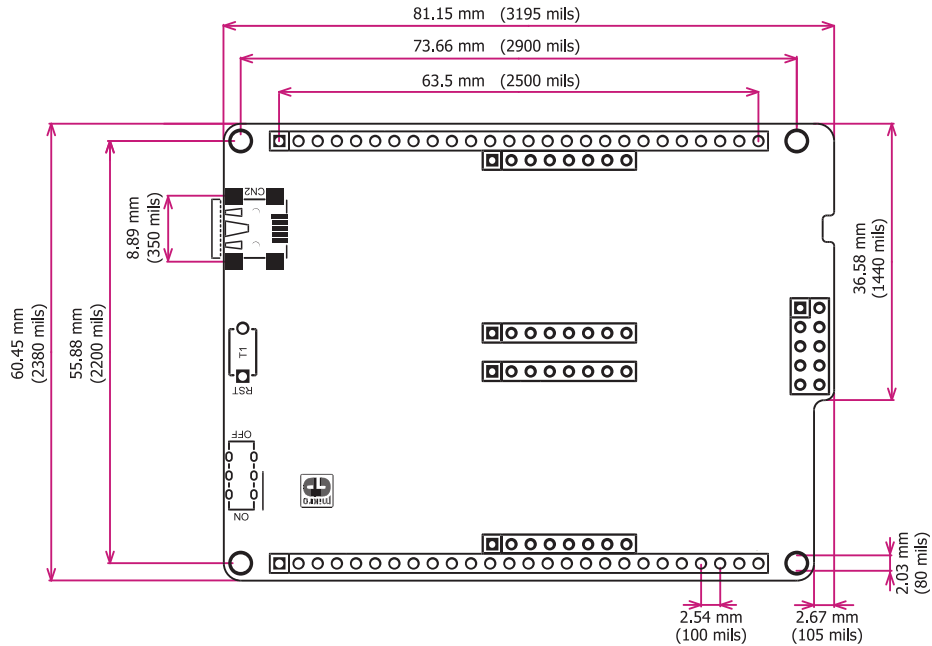 81.15 mm (3195 mils)
73.66 mm (2900 mils)
63.5 mm (2500 mils)
CN2
8.89 mm
(350 mils)
36.58 mm
(1440 mils)
60.45 mm
(2380 mils)
55.88 mm
(2200 mils)
T1
RST
OFF
ON
mikro
2.03 mm
(80 mils)
2.54 mm
(100 mils)
2.67 mm
(105 mils)